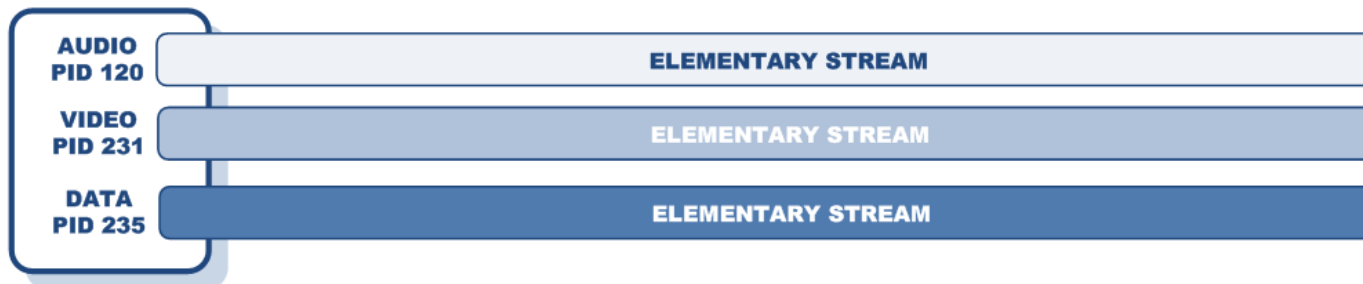 AUDIO
PID 120
ELEMENTARY STREAM
VIDEO
PID 231
ELEMENTARY STREAM
DATA
PID 235
ELEMENTARY STREAM